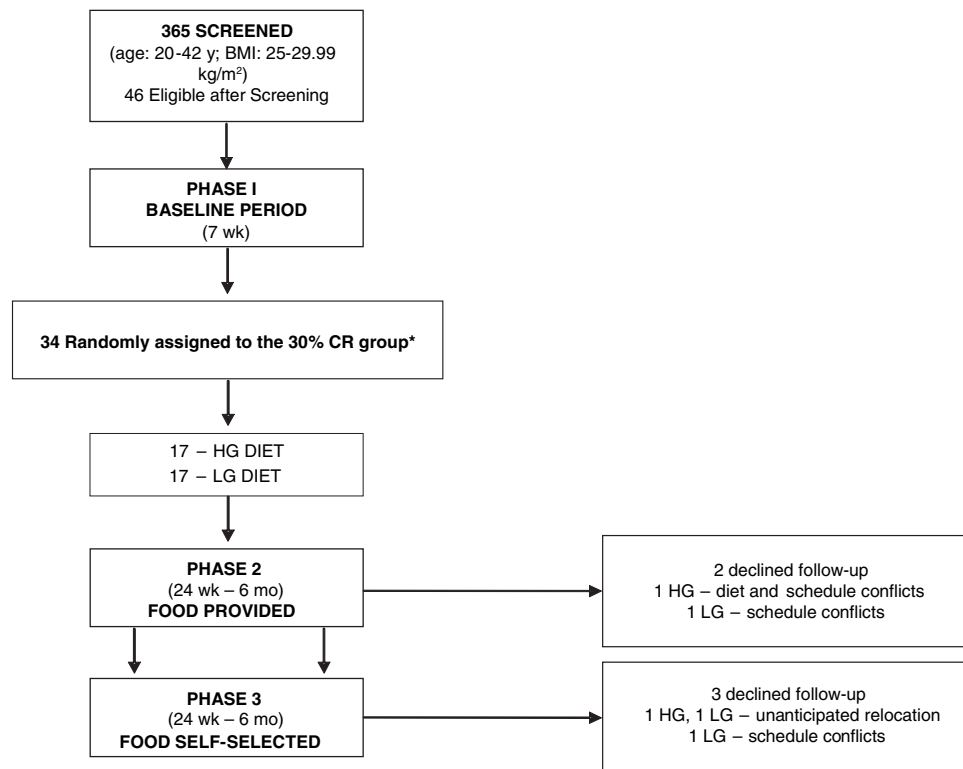 365 SCREENED
(age: 20-42 y; BMI: 25-29.99
kg/m²)
46 Eligible after Screening
PHASE I
BASELINE PERIOD
(7 wk)
34 Randomly assigned to the 30% CR group*
17 – HG DIET
17 – LG DIET
PHASE 2
(24 wk – 6 mo)
FOOD PROVIDED
2 declined follow-up
1 HG – diet and schedule conflicts
1 LG – schedule conflicts
PHASE 3
(24 wk – 6 mo)
FOOD SELF-SELECTED
3 declined follow-up
1 HG, 1 LG – unanticipated relocation
1 LG – schedule conflicts